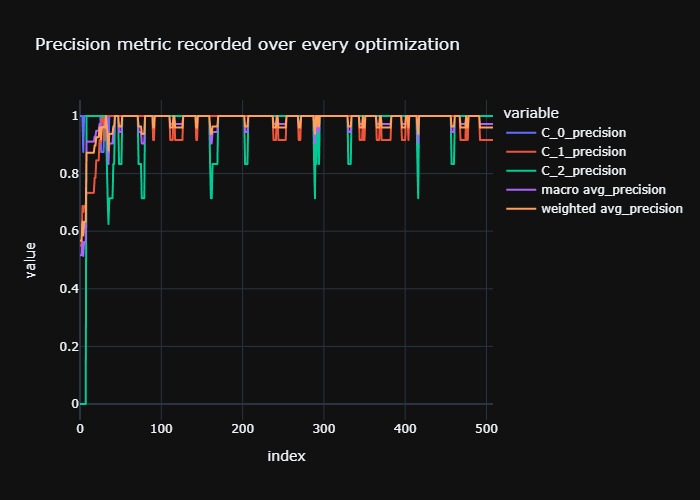 Precision metric recorded over every optimization
variable
C_0_precision
C_1_precision
C_2_precision
macro avg_precision
weighted avg_precision
1
0.8
0.6
0.4
0.2
0
value
0 100 200 300 400 500
index